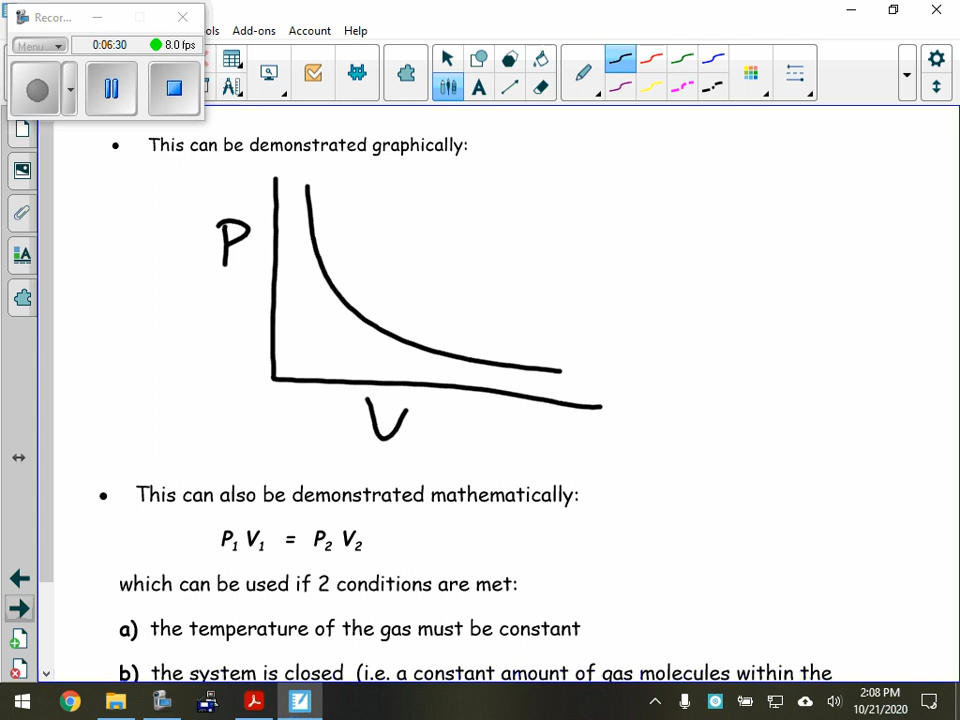 Recor...
Menu
0:06:30
8.0 fps
ols Add-ons Account Help
• This can be demonstrated graphically:
P
V
• This can also be demonstrated mathematically:
P1 V1 = P2 V2
which can be used if 2 conditions are met:
a) the temperature of the gas must be constant
b) the system is closed (i.e. a constant amount of gas molecules within the
2:08 PM
10/21/2020